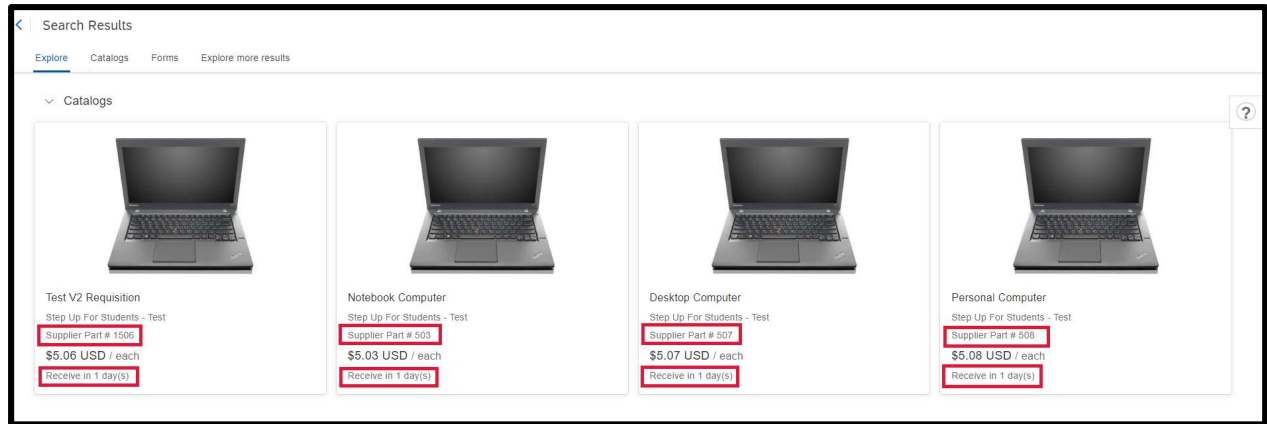 Search Results
Explore Catalogs Forms Explore more results
Catalogs
?
Test V2 Requisition
Step Up For Students - Test
Supplier Part # 1506
$5.06 USD / each
Receive in 1 day(s)
Notebook Computer
Step Up For Students - Test
Supplier Part # 503
$5.03 USD / each
Receive in 1 day(s)
Desktop Computer
Step Up For Students - Test
Supplier Part # 507
$5.07 USD / each
Receive in 1 day(s)
Personal Computer
Step Up For Students - Test
Supplier Part # 508
$5.08 USD / each
Receive in 1 day(s)